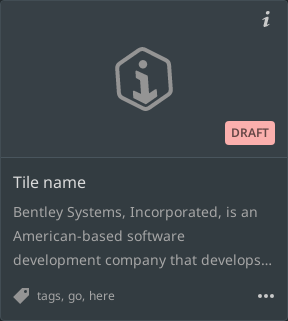 DRAFT
Tile name
Bentley Systems, Incorporated, is an
American-based software
development company that develops...
tags, go, here